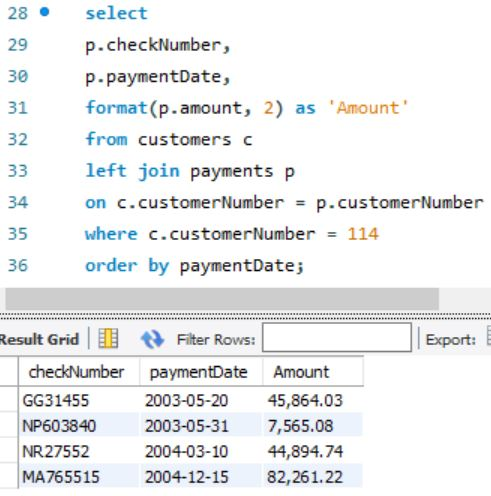 28 select
29 p.checkNumber,
30 p.paymentDate,
31 format(p.amount, 2) as 'Amount'
32 from customers c
33 left join payments p
34 on c.customerNumber = p.customerNumber
35 where c.customerNumber = 114
36 order by paymentDate;
Result Grid Filter Rows: Export:
checkNumber paymentDate Amount
GG31455 2003-05-20 45,864.03
NP603840 2003-05-31 7,565.08
NR27552 2004-03-10 44,894.74
MA765515 2004-12-15 82,261.22